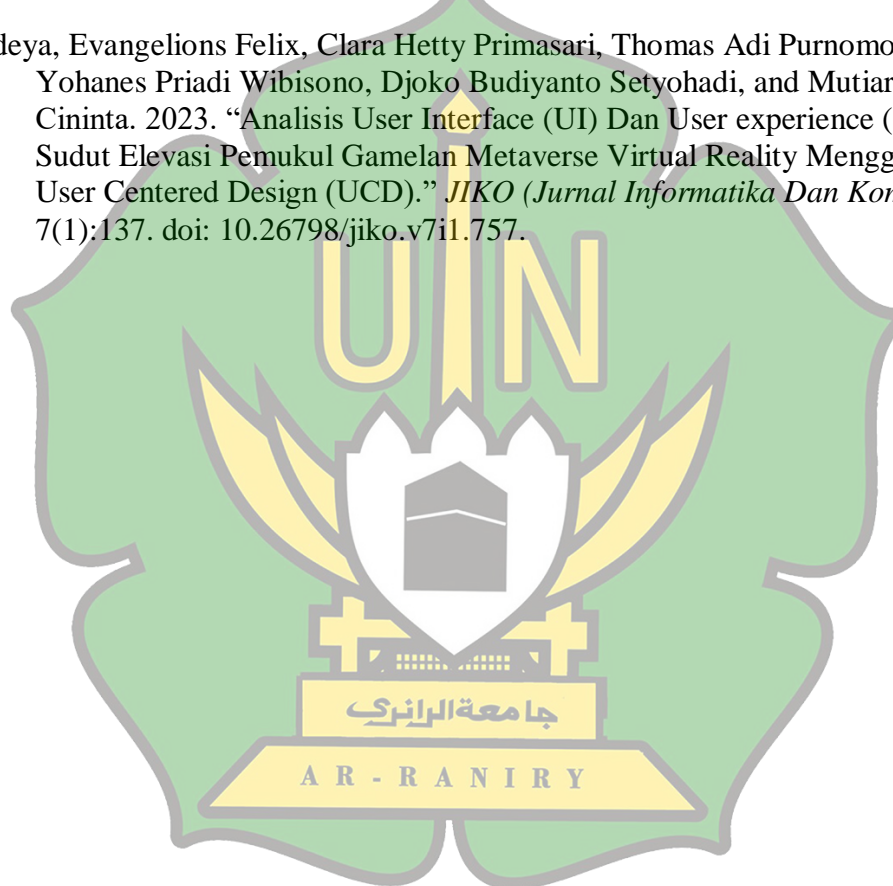 deya, Evangelions Felix, Clara Hetty Primasari, Thomas Adi Purnomo
Yohanes Priadi Wibisono, Djoko Budiyanto Setyohadi, and Mutiar
Cininta. 2023. “Analisis User Interface (UI) Dan User experience (
Sudut Elevasi Pemukul Gamelan Metaverse Virtual Reality Mengg
User Centered Design (UCD).” JIKO (Jurnal Informatika Dan Kor
7(1):137. doi: 10.26798/jiko.v7i1.757.
UIN
جامعة الرانري
AR-RANIRY